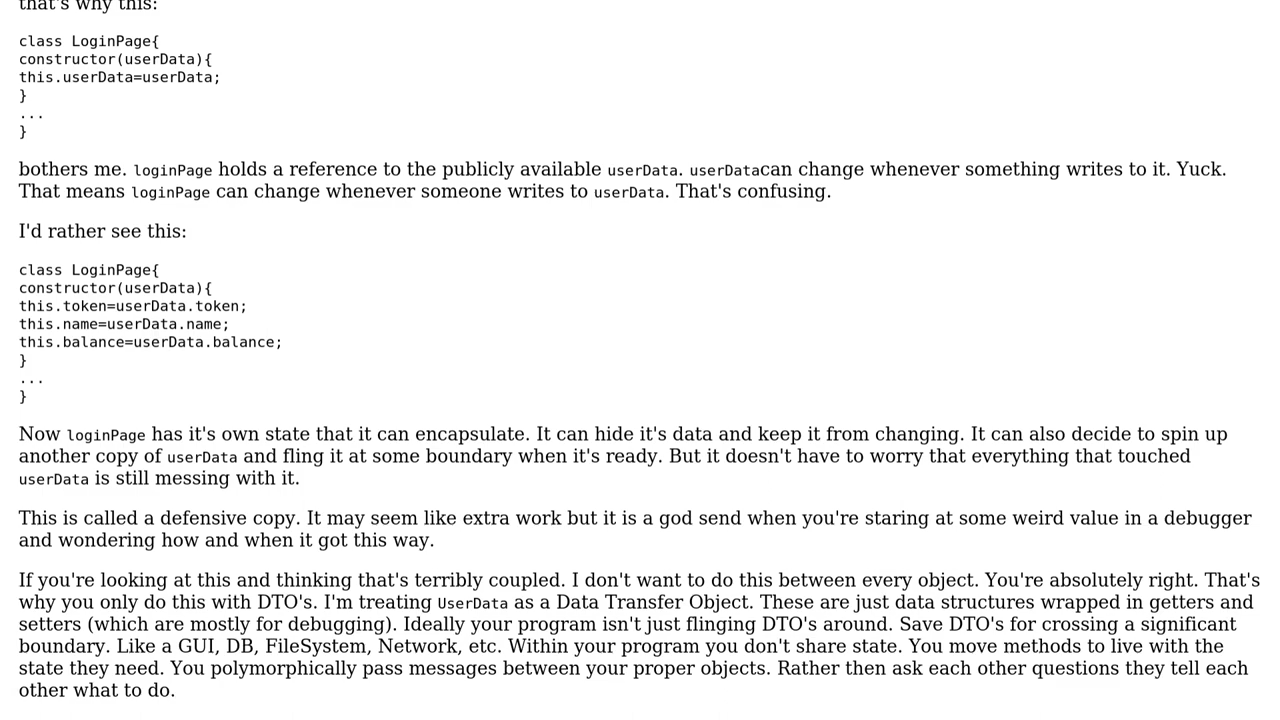 that's why this:
class LoginPage{
constructor(userData){
this.userData=userData;
}
...
}
bothers me. loginPage holds a reference to the publicly available userData. userDatacan change whenever something writes to it. Yuck.
That means loginPage can change whenever someone writes to userData. That's confusing.
I'd rather see this:
class LoginPage{
constructor(userData){
this.token=userData.token;
this.name=userData.name;
this.balance=userData.balance;
}
...
}
Now loginPage has it's own state that it can encapsulate. It can hide it's data and keep it from changing. It can also decide to spin up
another copy of userData and fling it at some boundary when it's ready. But it doesn't have to worry that everything that touched
userData is still messing with it.
This is called a defensive copy. It may seem like extra work but it is a god send when you're staring at some weird value in a debugger
and wondering how and when it got this way.
If you're looking at this and thinking that's terribly coupled. I don't want to do this between every object. You're absolutely right. That's
why you only do this with DTO's. I'm treating UserData as a Data Transfer Object. These are just data structures wrapped in getters and
setters (which are mostly for debugging). Ideally your program isn't just flinging DTO's around. Save DTO's for crossing a significant
boundary. Like a GUI, DB, FileSystem, Network, etc. Within your program you don't share state. You move methods to live with the
state they need. You polymorphically pass messages between your proper objects. Rather then ask each other questions they tell each
other what to do.